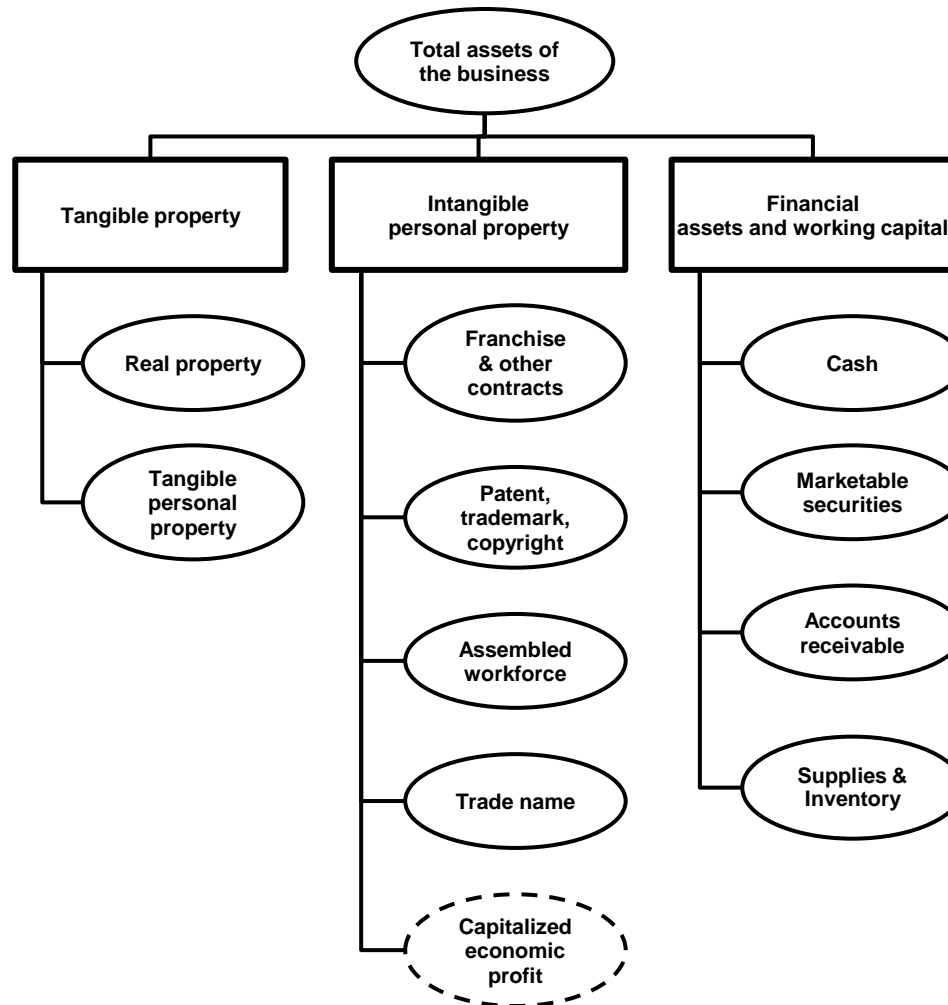 Total assets of
the business
Tangible property
Intangible
personal property
Financial
assets and working capital
Real property
Tangible
personal
property
Franchise
& other
contracts
Patent,
trademark,
copyright
Assembled
workforce
Trade name
Capitalized
economic
profit
Cash
Marketable
securities
Accounts
receivable
Supplies &
Inventory